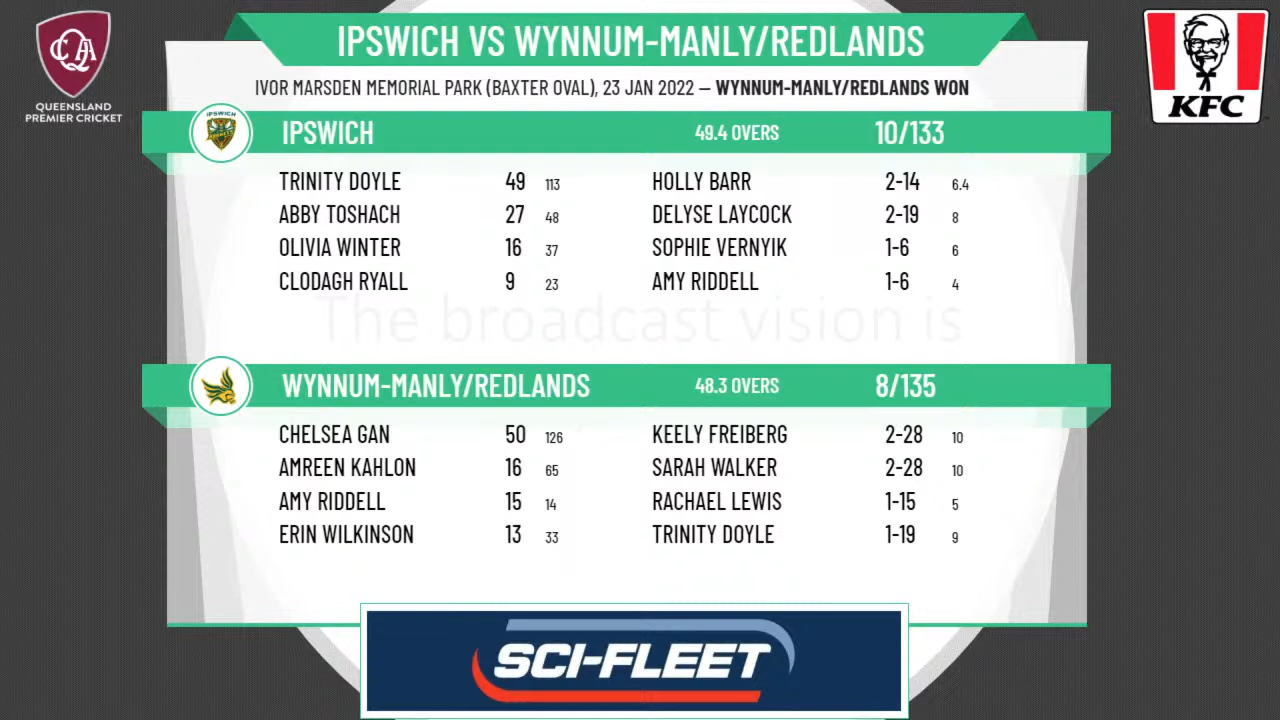 IPSWICH VS WYNNUM-MANLY/REDLANDS
IVOR MARSDEN MEMORIAL PARK (BAXTER OVAL), 23 JAN 2022 – WYNNUM-MANLY/REDLANDS WON
CQA
QUEENSLAND
PREMIER CRICKET
KFC
IPSWICH
IPSWICH 49.4 OVERS 10/133
TRINITY DOYLE 49 113 HOLLY BARR 2-14 6.4
ABBY TOSHACH 27 48 DELYSE LAYCOCK 2-19 8
OLIVIA WINTER 16 37 SOPHIE VERNYIK 1-6 6
CLODAGH RYALL 9 23 AMY RIDDELL 1-6 4
The broadcast vision is
WYNNUM-MANLY/REDLANDS 48.3 OVERS 8/135
CHELSEA GAN 50 126 KEELY FREIBERG 2-28 10
AMREEN KAHLON 16 65 SARAH WALKER 2-28 10
AMY RIDDELL 15 14 RACHAEL LEWIS 1-15 5
ERIN WILKINSON 13 33 TRINITY DOYLE 1-19 9
SCI-FLEET